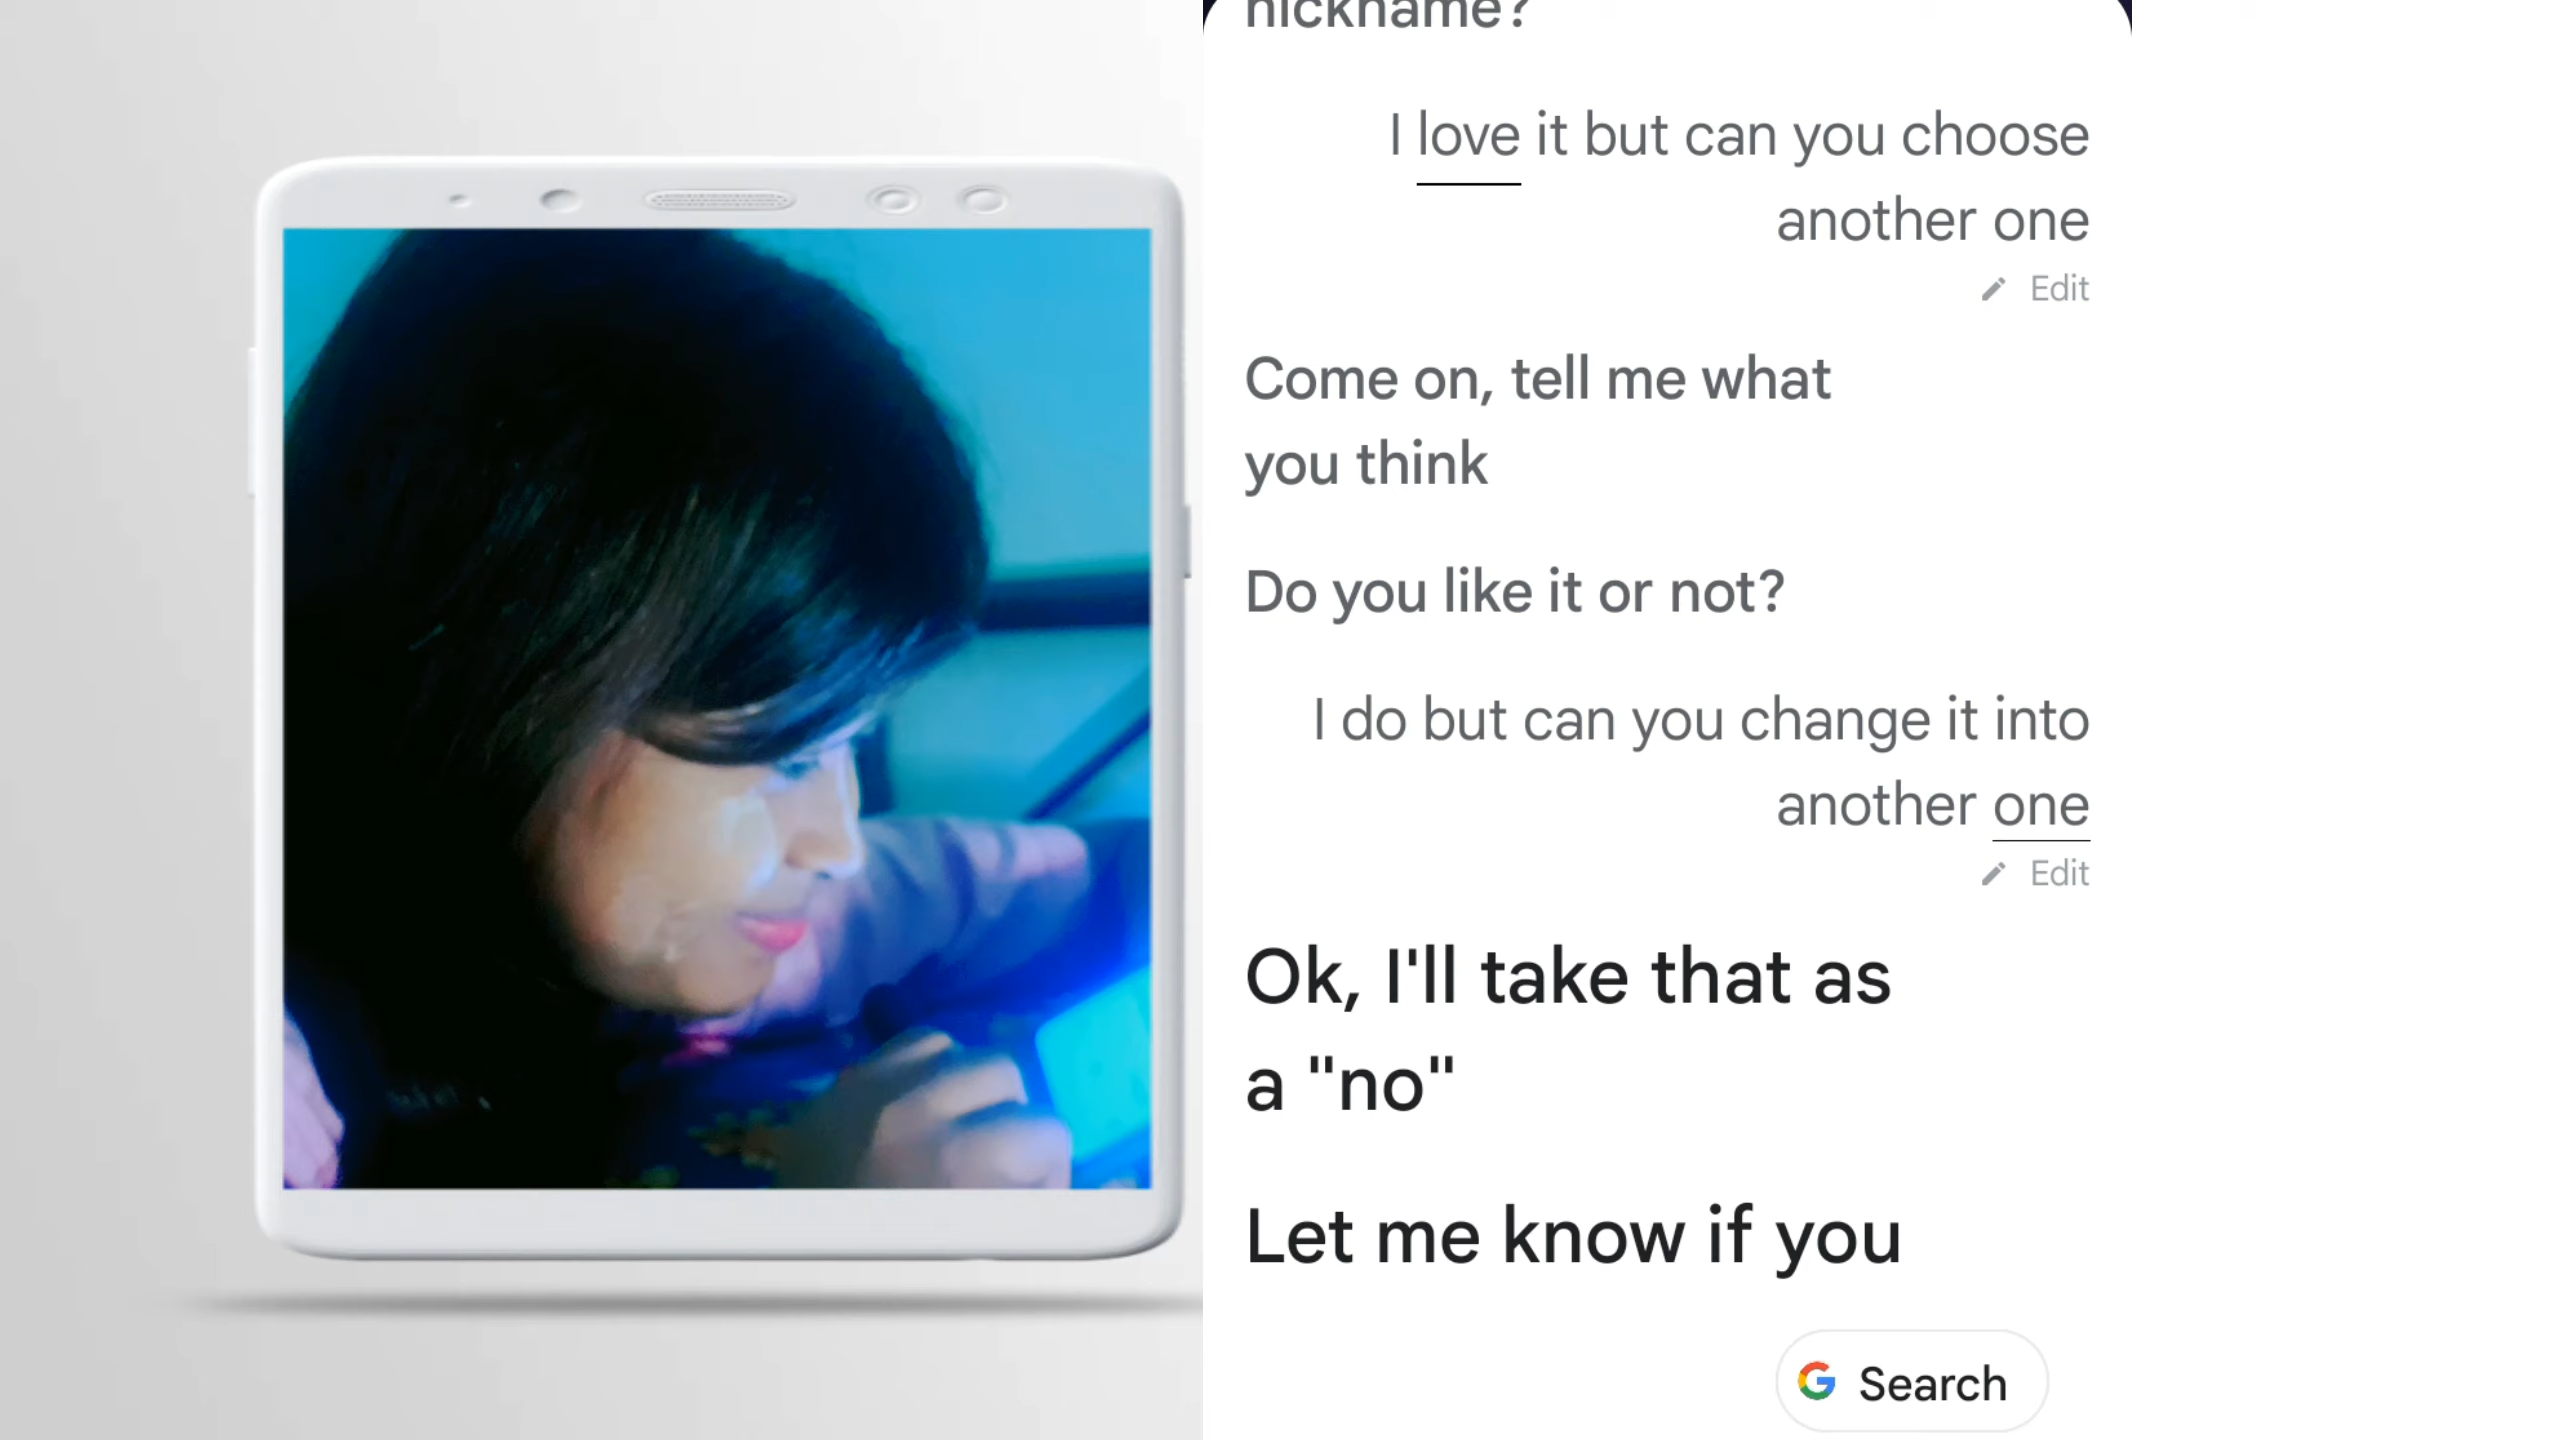 nickname?
I love it but can you choose
another one
Edit
Come on, tell me what
you think
Do you like it or not?
I do but can you change it into
another one
Edit
Ok, I'll take that as
a "no"
Let me know if you
Search